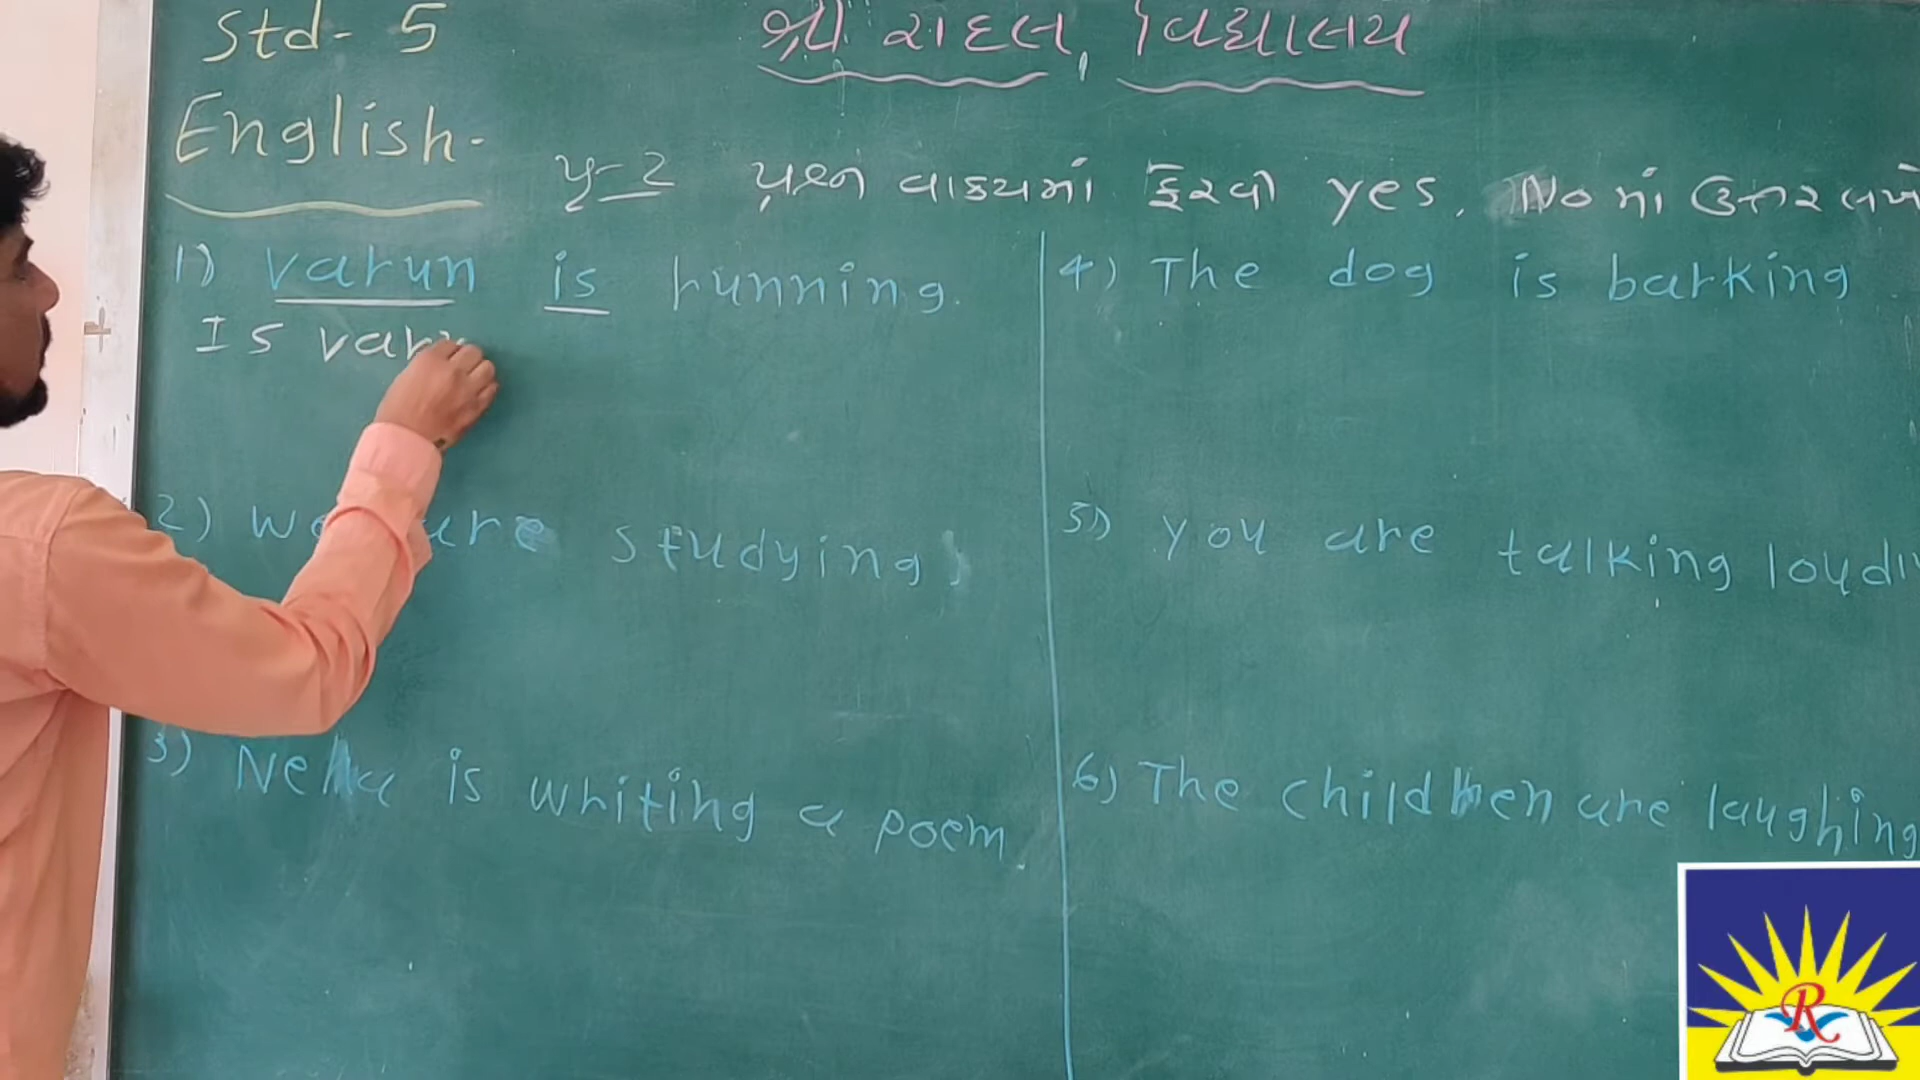 Std- 5
શ્રી રાદલ વિદ્યાલય
English-
પ્ર-2 પ્રશ્ન વાક્યમાં ફેરવી yes. No માં ઉત્તર લખો
1) varun is running.
Is varu
2) We are studying
3) Neha is writing a poem.
4) The dog is barking
5) you are talking loudl
6) The children are laughing
R